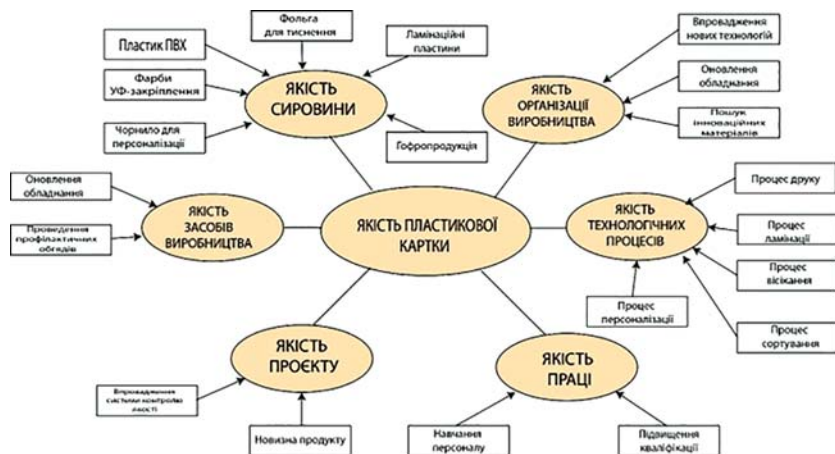 Фольга
для тиснення
Ламінаційні
пластини
Пластик ПВХ
Фарби
УФ-закріплення
Чорнило для
персоналізації
ЯКІСТЬ
СИРОВИНИ
Гофропродукція
Впровадження
нових технологій
Оновлення
обладнання
Пошук
інноваційних
матеріалів
ЯКІСТЬ
ОРГАНІЗАЦІЇ
ВИРОБНИЦТВА
Оновлення
обладнання
Проведення
профілактичних
обглдів
ЯКІСТЬ
ЗАСОБІВ
ВИРОБНИЦТВА
ЯКІСТЬ ПЛАСТИКОВОЇ
КАРТКИ
ЯКІСТЬ
ТЕХНОЛОГІЧНИХ
ПРОЦЕСІВ
Процес друку
Процес
ламінації
Процес
вісікання
Процес
сортування
Процес
персоналізації
ЯКІСТЬ
ПРОЄКТУ
Впровадження
системи контролю
якості
Новизна продукту
ЯКІСТЬ
ПРАЦІ
Навчання
персоналу
Підвищення
кваліфікації